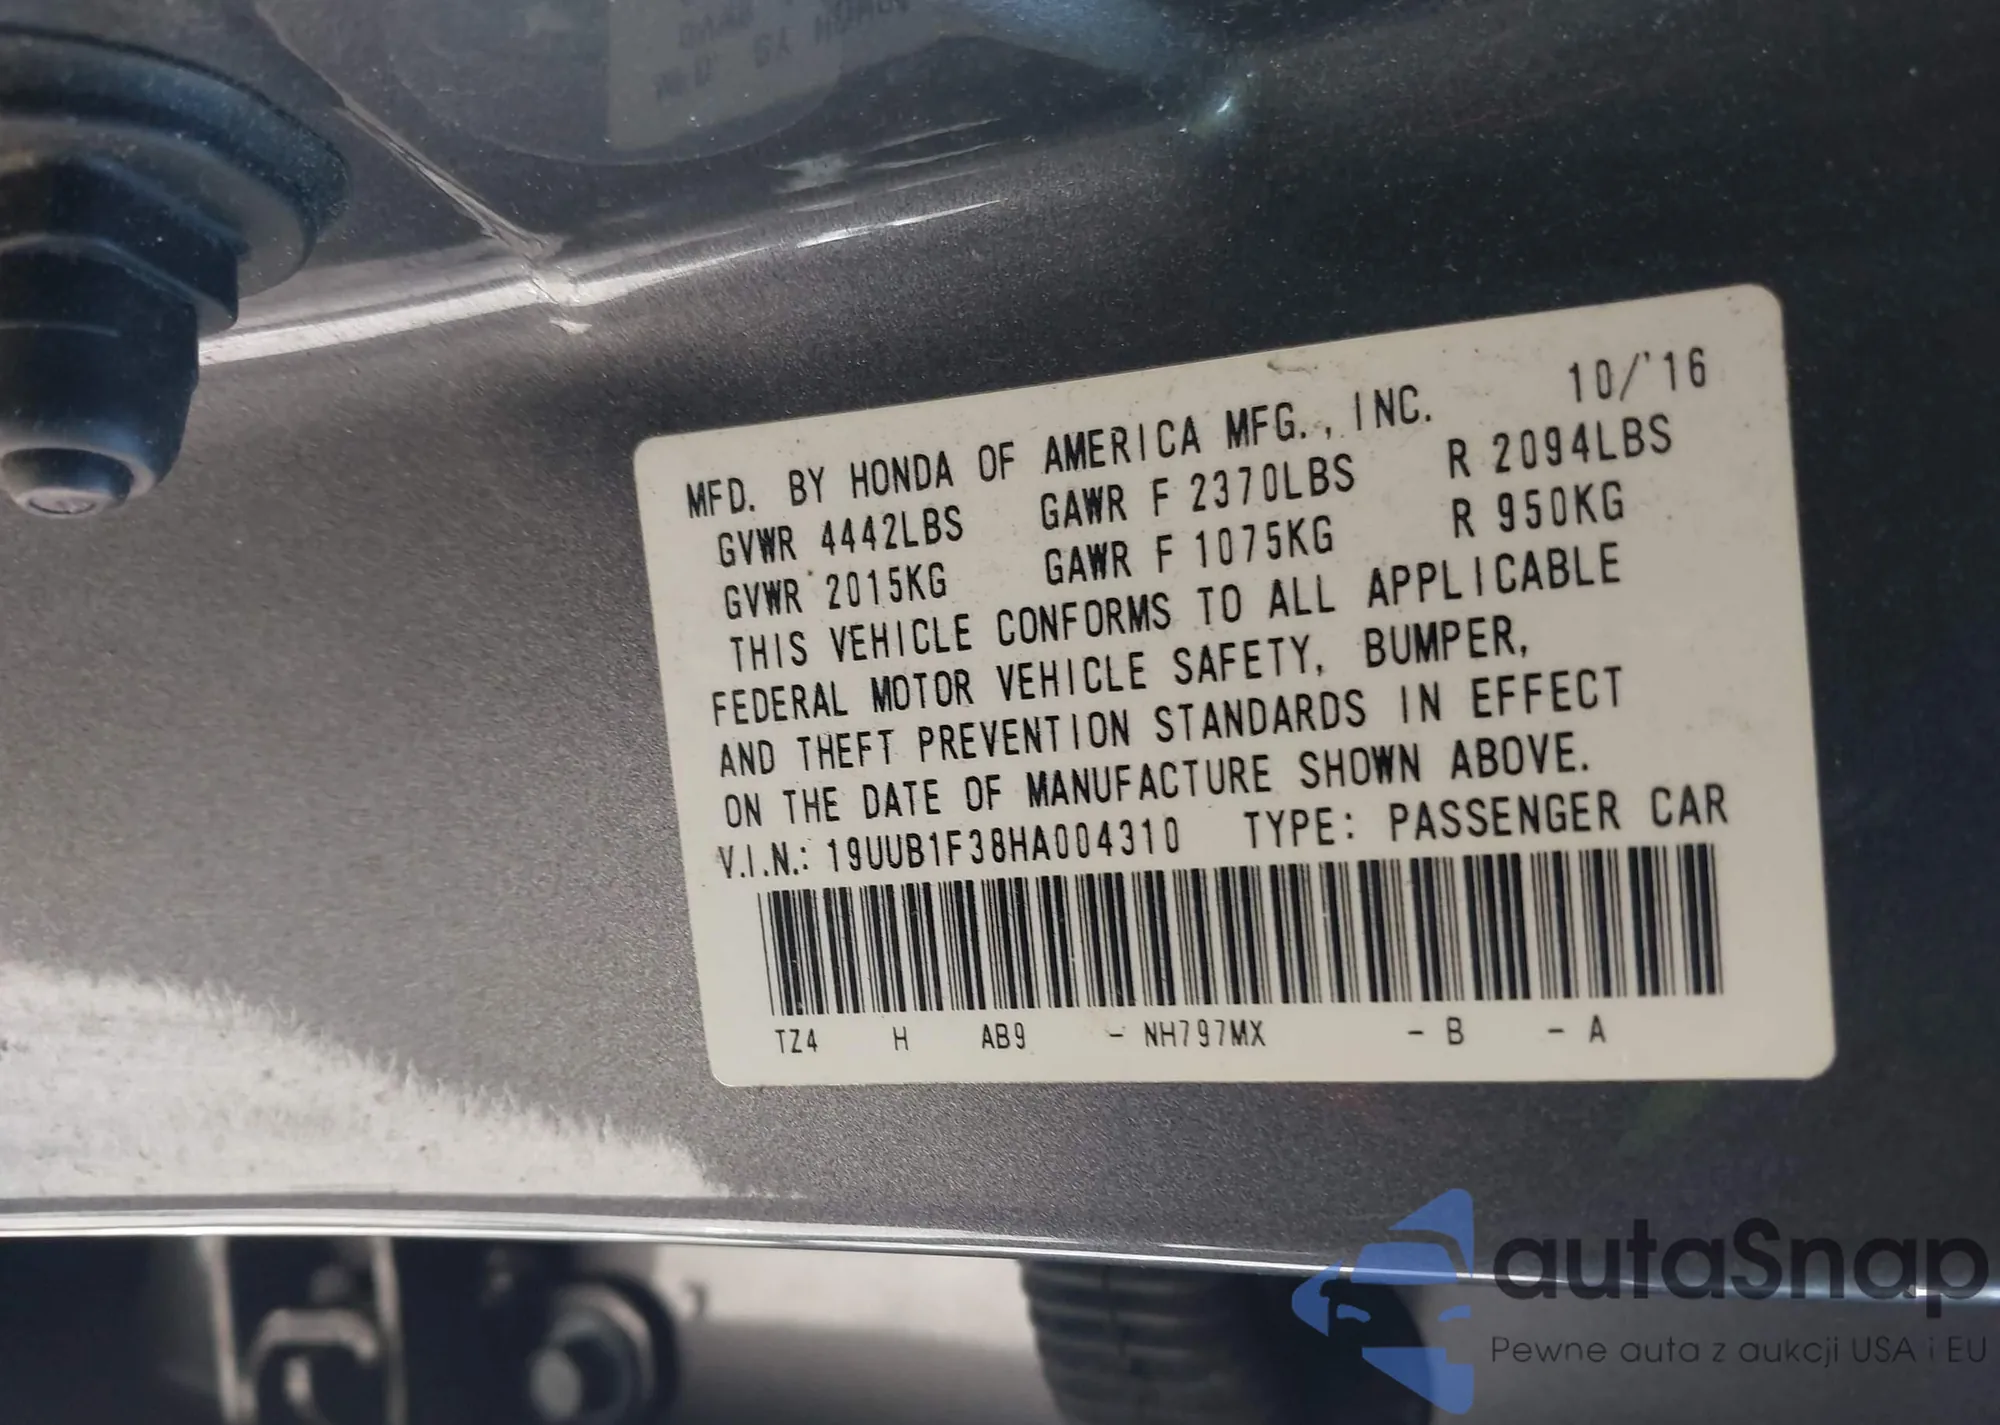 MFD. BY HONDA OF AMERICA MFG., INC. 10/'16
GVWR 4442LBS GAWR F 2370LBS R 2094LBS
GVWR 2015KG GAWR F 1075KG R 950KG
THIS VEHICLE CONFORMS TO ALL APPLICABLE
FEDERAL MOTOR VEHICLE SAFETY, BUMPER,
AND THEFT PREVENTION STANDARDS IN EFFECT
ON THE DATE OF MANUFACTURE SHOWN ABOVE.
V.I.N.: 19UUB1F38HA004310 TYPE: PASSENGER CAR
TZ4 H AB9 - NH797MX - B - A
autaSnap
Pewne auta z aukcji USA i EU